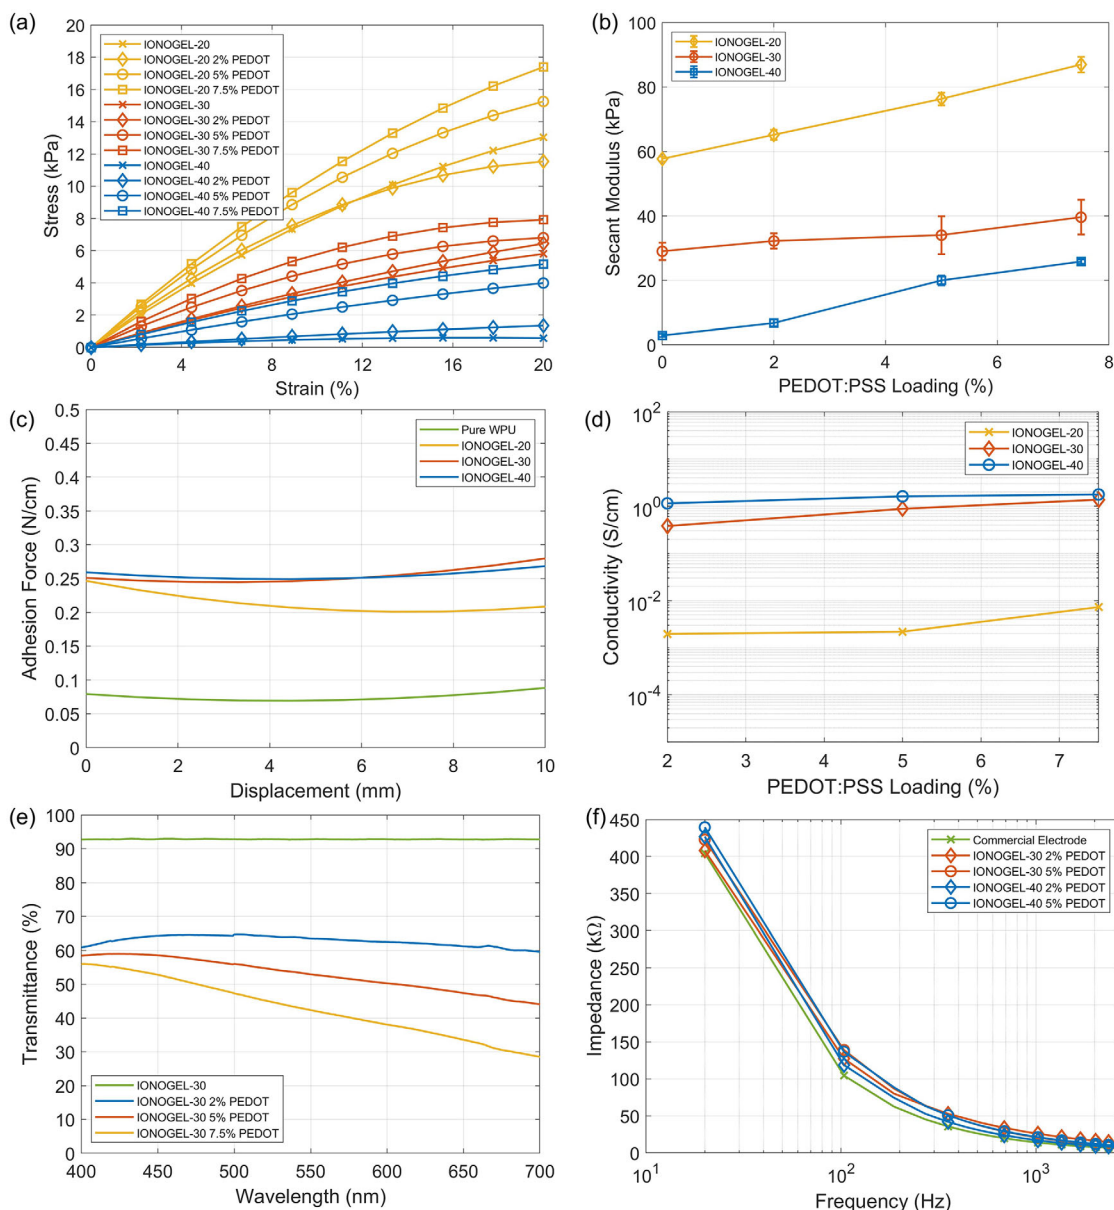 (a)
20
18
16
14
12
10
8
6
4
2
0
Stress (kPa)
IONOGEL-20
IONOGEL-20 2% PEDOT
IONOGEL-20 5% PEDOT
IONOGEL-20 7.5% PEDOT
IONOGEL-30
IONOGEL-30 2% PEDOT
IONOGEL-30 5% PEDOT
IONOGEL-30 7.5% PEDOT
IONOGEL-40
IONOGEL-40 2% PEDOT
IONOGEL-40 5% PEDOT
IONOGEL-40 7.5% PEDOT
0 4 8 12 16 20
Strain (%)
(b)
100
80
60
40
20
0
Secant Modulus (kPa)
IONOGEL-20
IONOGEL-30
IONOGEL-40
0 2 4 6 8
PEDOT:PSS Loading (%)
(c)
0.5
0.45
0.4
0.35
0.3
0.25
0.2
0.15
0.1
0.05
0
Adhesion Force (N/cm)
Pure WPU
IONOGEL-20
IONOGEL-30
IONOGEL-40
0 2 4 6 8 10
Displacement (mm)
(d)
10^2
10^0
10^-2
10^-4
Conductivity (S/cm)
IONOGEL-20
IONOGEL-30
IONOGEL-40
2 3 4 5 6 7
PEDOT:PSS Loading (%)
(e)
100
90
80
70
60
50
40
30
20
10
0
Transmittance (%)
IONOGEL-30
IONOGEL-30 2% PEDOT
IONOGEL-30 5% PEDOT
IONOGEL-30 7.5% PEDOT
400 450 500 550 600 650 700
Wavelength (nm)
(f)
450
400
350
300
250
200
150
100
50
0
Impedance (kΩ)
Commercial Electrode
IONOGEL-30 2% PEDOT
IONOGEL-30 5% PEDOT
IONOGEL-40 2% PEDOT
IONOGEL-40 5% PEDOT
10^1 10^2 10^3
Frequency (Hz)